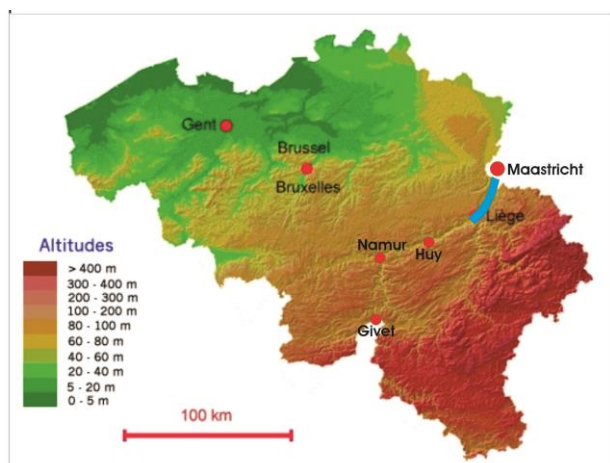 Gent
Brussel
Bruxelles
Maastricht
Liège
Namur
Huy
Givet
Altitudes
> 400 m
300 - 400 m
200 - 300 m
100 - 200 m
80 - 100 m
60 - 80 m
40 - 60 m
20 - 40 m
5 - 20 m
0 - 5 m
100 km